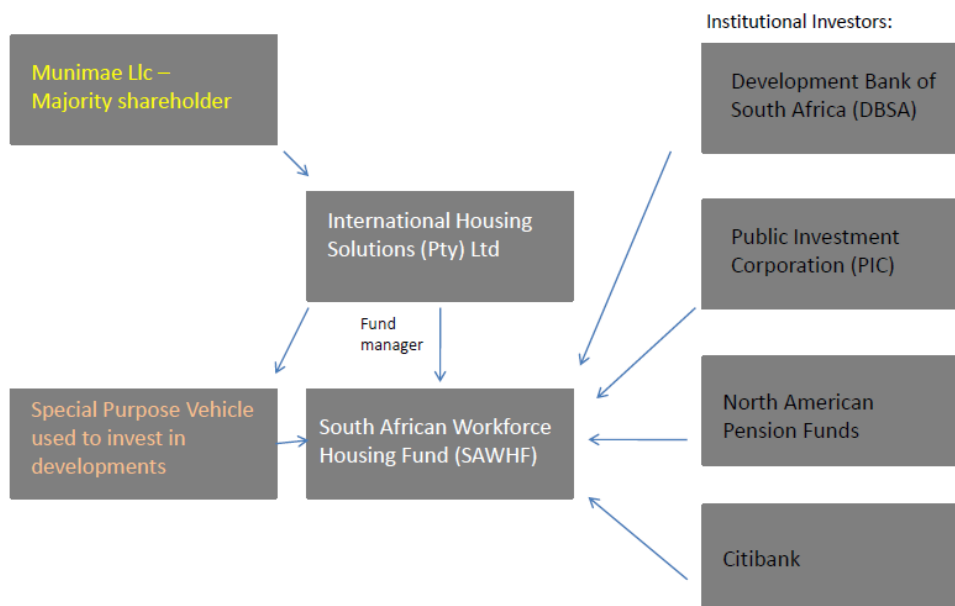 Institutional Investors:
Munimae Llc –
Majority shareholder
Development Bank of
South Africa (DBSA)
International Housing
Solutions (Pty) Ltd
Public Investment
Corporation (PIC)
Fund
manager
Special Purpose Vehicle
used to invest in
developments
South African Workforce
Housing Fund (SAWHF)
North American
Pension Funds
Citibank